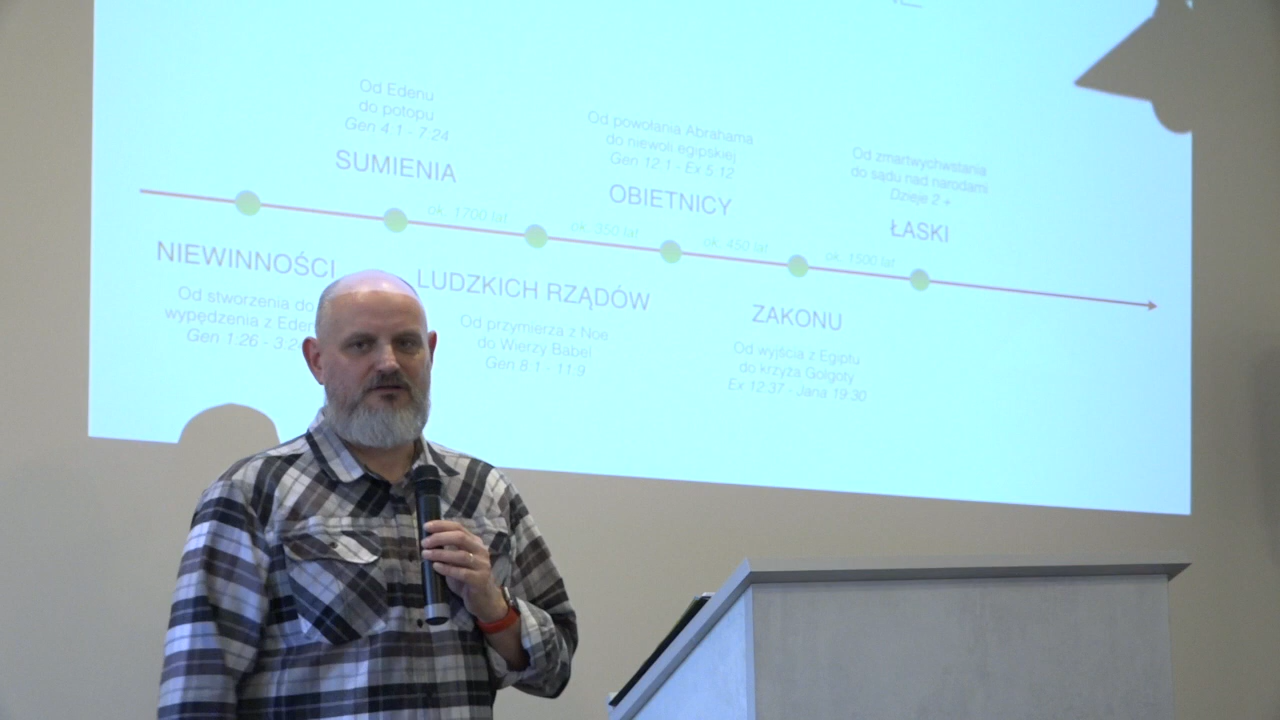 Od Edenu
do potopu
Gen 4.1 - 7.24
SUMIENIA
Od powołania Abrahama
do niewoli egipskiej
Gen 12.1 - Ex 5.12
OBIETNICY
Od zmartwychwstania
do sądu nad narodami
Dzieje 2 +
ŁASKI
ok. 1700 lat
ok. 350 lat
ok. 450 lat
ok. 1500 lat
NIEWINNOŚCI
Od stworzenia do
wypędzenia z
Gen 1:26 -
LUDZKICH RZĄDÓW
Od przymierza z Noe
do Wierzy Babel
Gen 8.1 - 11:9
ZAKONU
Od wyjścia z Egiptu
do krzyża Golgoty
Ex 12:37 - Jana 19:30